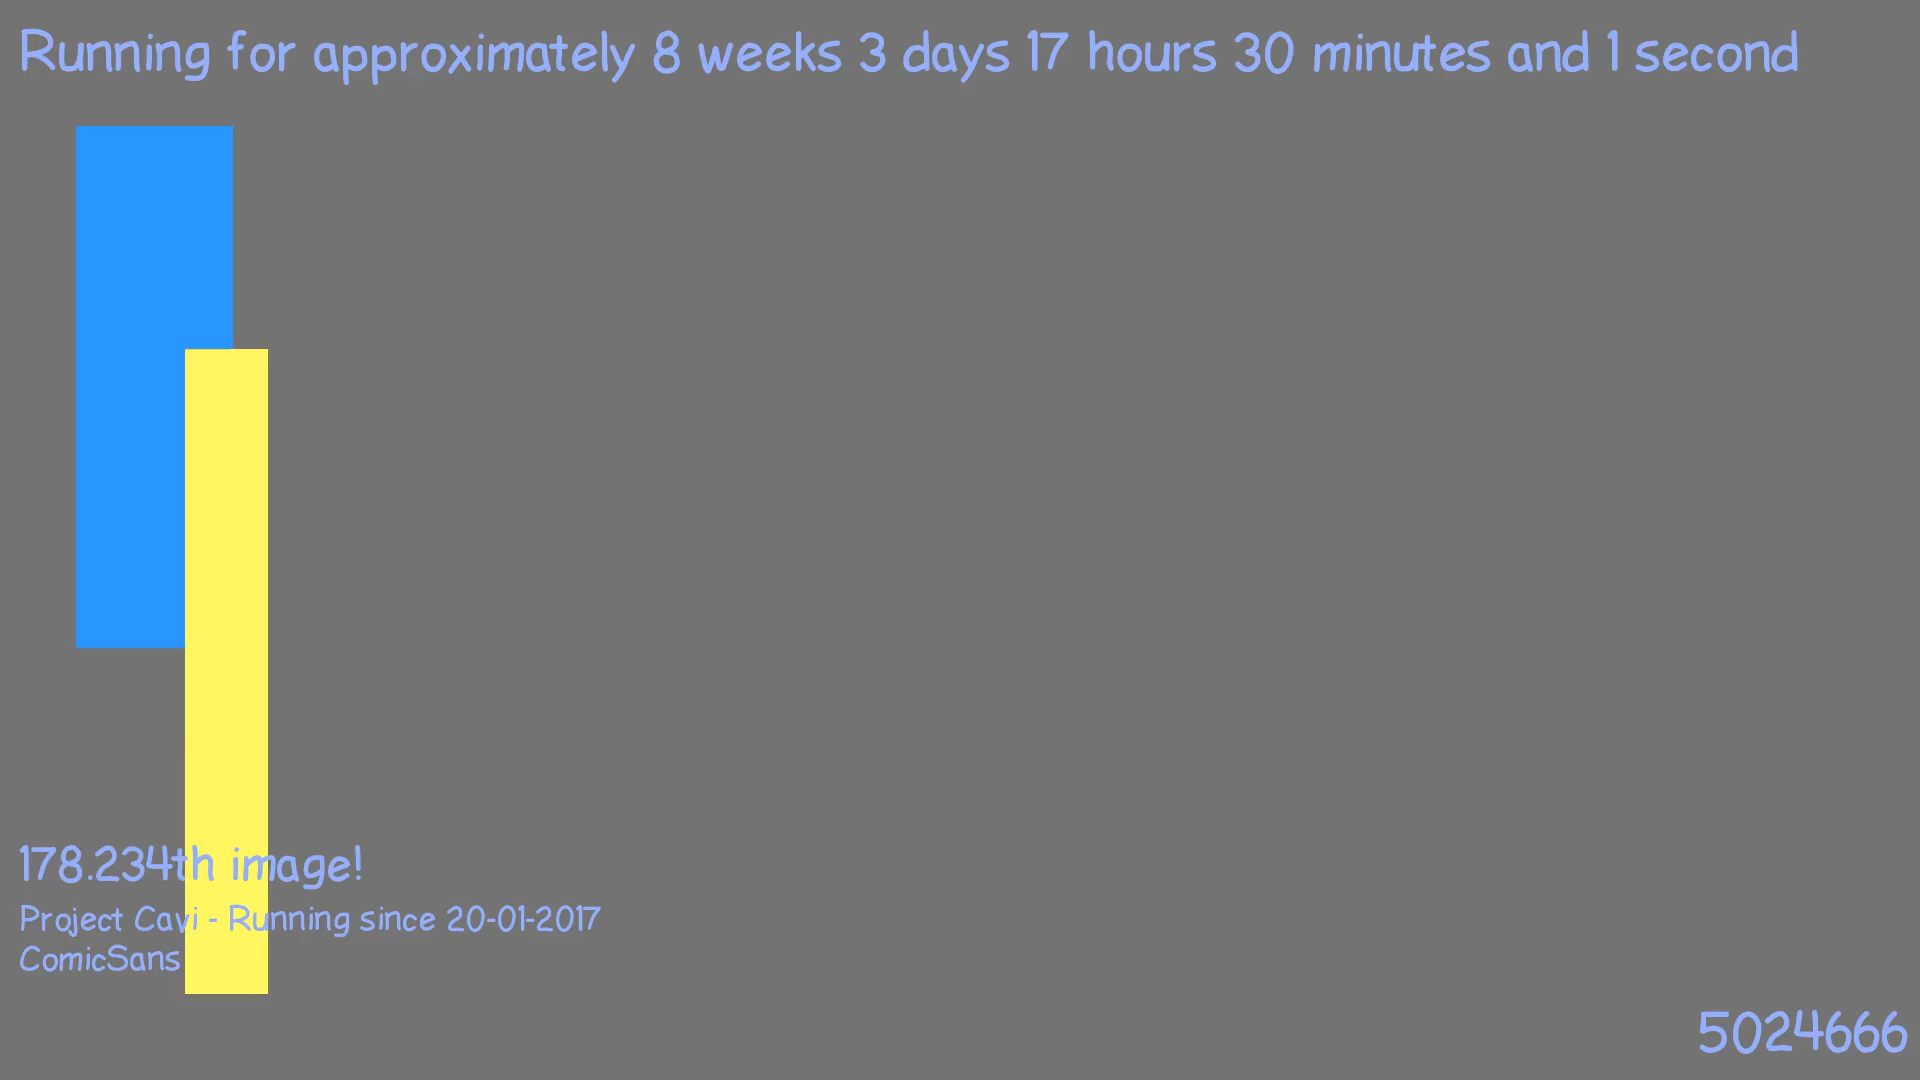 Running for approximately 8 weeks 3 days 17 hours 30 minutes and 1 second
178.234th image!
Project Cavi - Running since 20-01-2017
ComicSans
5024666